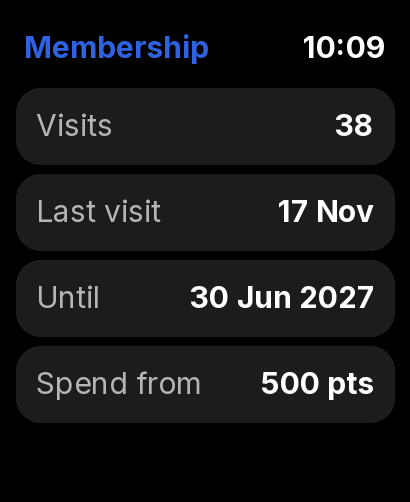 Membership 10:09
Visits 38
Last visit 17 Nov
Until 30 Jun 2027
Spend from 500 pts